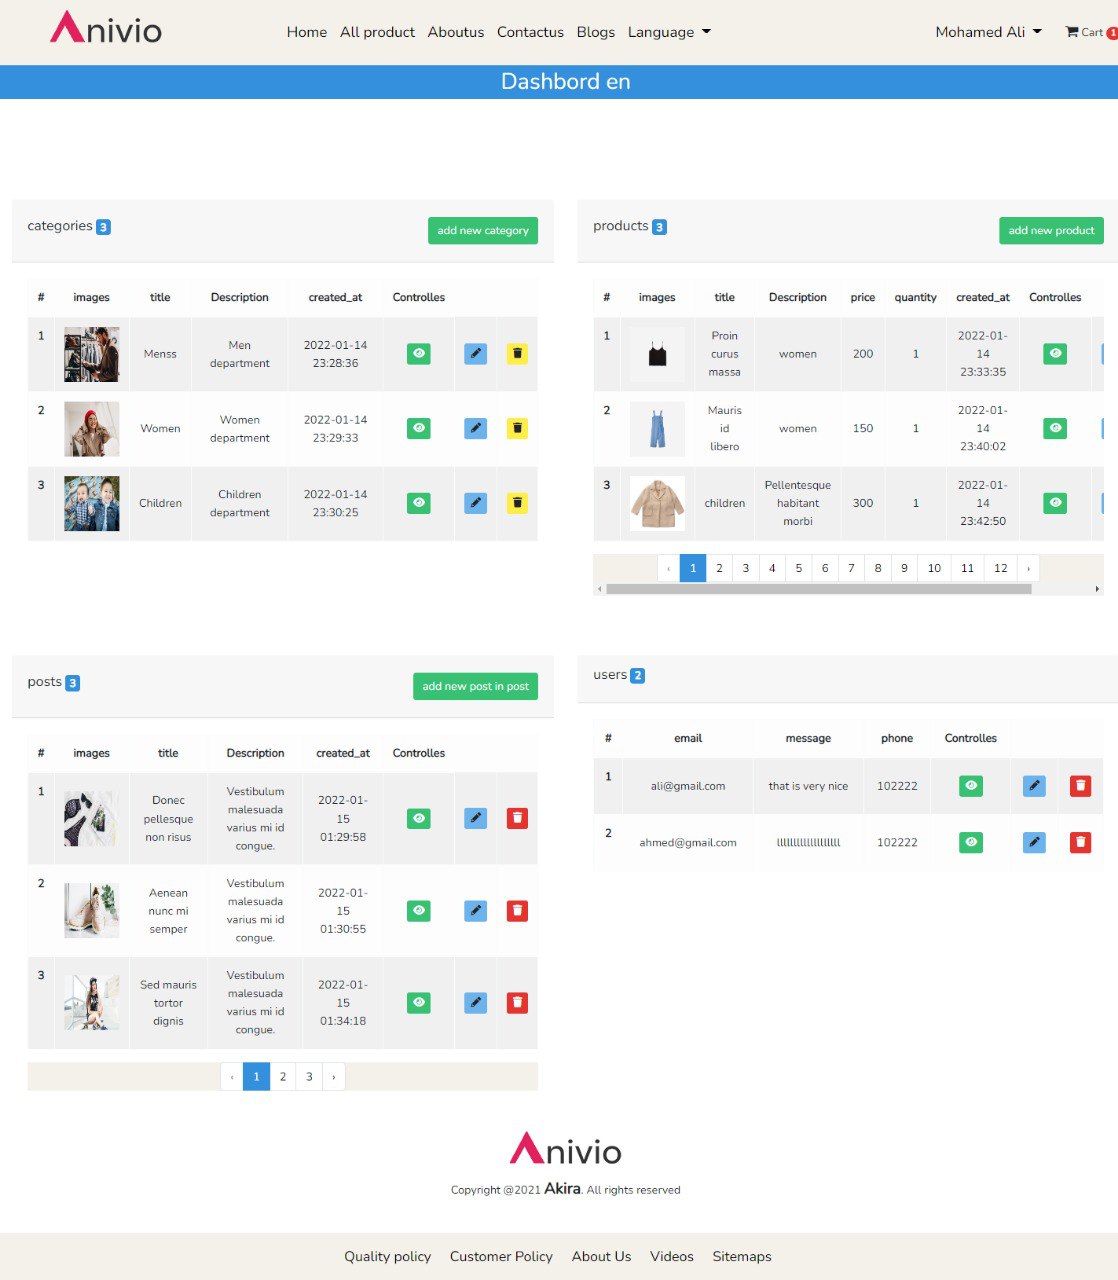 Anivio
Home All product Aboutus Contactus Blogs Language
Mohamed Ali Cart 1
Dashbord en
categories 3
add new category
# images title Description created_at Controlles
1 Menss Men department 2022-01-14 23:28:36
2 Women Women department 2022-01-14 23:29:33
3 Children Children department 2022-01-14 23:30:25
products 3
add new product
# images title Description price quantity created_at Controlles
1 Proin curus massa women 200 1 2022-01-14 23:33:35
2 Mauris id libero women 150 1 2022-01-14 23:40:02
3 children Pellentesque habitant morbi 300 1 2022-01-14 23:42:50
‹ 1 2 3 4 5 6 7 8 9 10 11 12 ›
posts 3
add new post in post
# images title Description created_at Controlles
1 Donec pellesque non risus Vestibulum malesuada varius mi id congue. 2022-01-15 01:29:58
2 Aenean nunc mi semper Vestibulum malesuada varius mi id congue. 2022-01-15 01:30:55
3 Sed mauris tortor dignis Vestibulum malesuada varius mi id congue. 2022-01-15 01:34:18
‹ 1 2 3 ›
users 2
# email message phone Controlles
1 ali@gmail.com that is very nice 102222
2 ahmed@gmail.com 102222
Anivio
Copyright @2021 Akira. All rights reserved
Quality policy Customer Policy About Us Videos Sitemaps